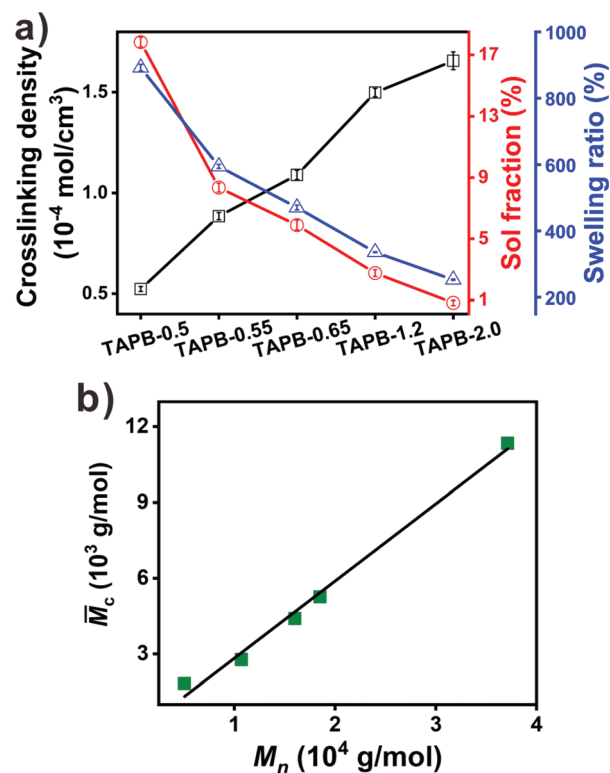 a)
Crosslinking density
(10⁻⁴ mol/cm³)
1.5
1.0
0.5
17
13
9
5
1
Sol fraction (%)
1000
800
600
400
200
Swelling ratio (%)
TAPB-0.5
TAPB-0.55
TAPB-0.65
TAPB-1.2
TAPB-2.0
b)
M̅c (10³ g/mol)
12
9
6
3
1
2
3
4
Mn (10⁴ g/mol)